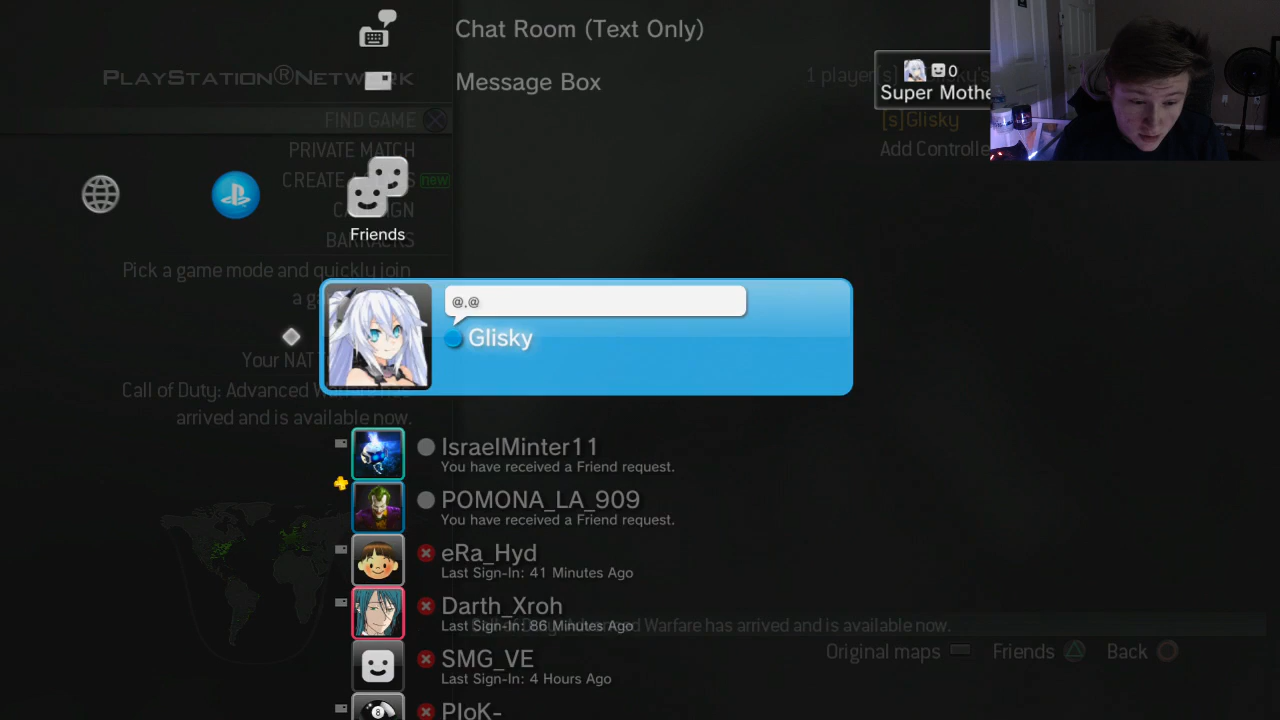 Chat Room (Text Only)
PLAYSTATION®NETWORK
Message Box
1 player[s]
0
Super Mothe
FIND GAME
[s]Glisky
PRIVATE MATCH
Add Controlle
CREATE A
new
Friends
BARRACKS
Pick a game mode and quickly join
a
@.@
Glisky
Your NAT
Call of Duty: Advanced Warfare has
arrived and is available now.
IsraelMinter11
You have received a Friend request.
POMONA_LA_909
You have received a Friend request.
eRa_Hyd
Last Sign-In: 41 Minutes Ago
Darth_Xroh
Last Sign-In: 86 Minutes Ago
Advanced Warfare has arrived and is available now.
Original maps
Friends
Back
SMG_VE
Last Sign-In: 4 Hours Ago
8
PloK-